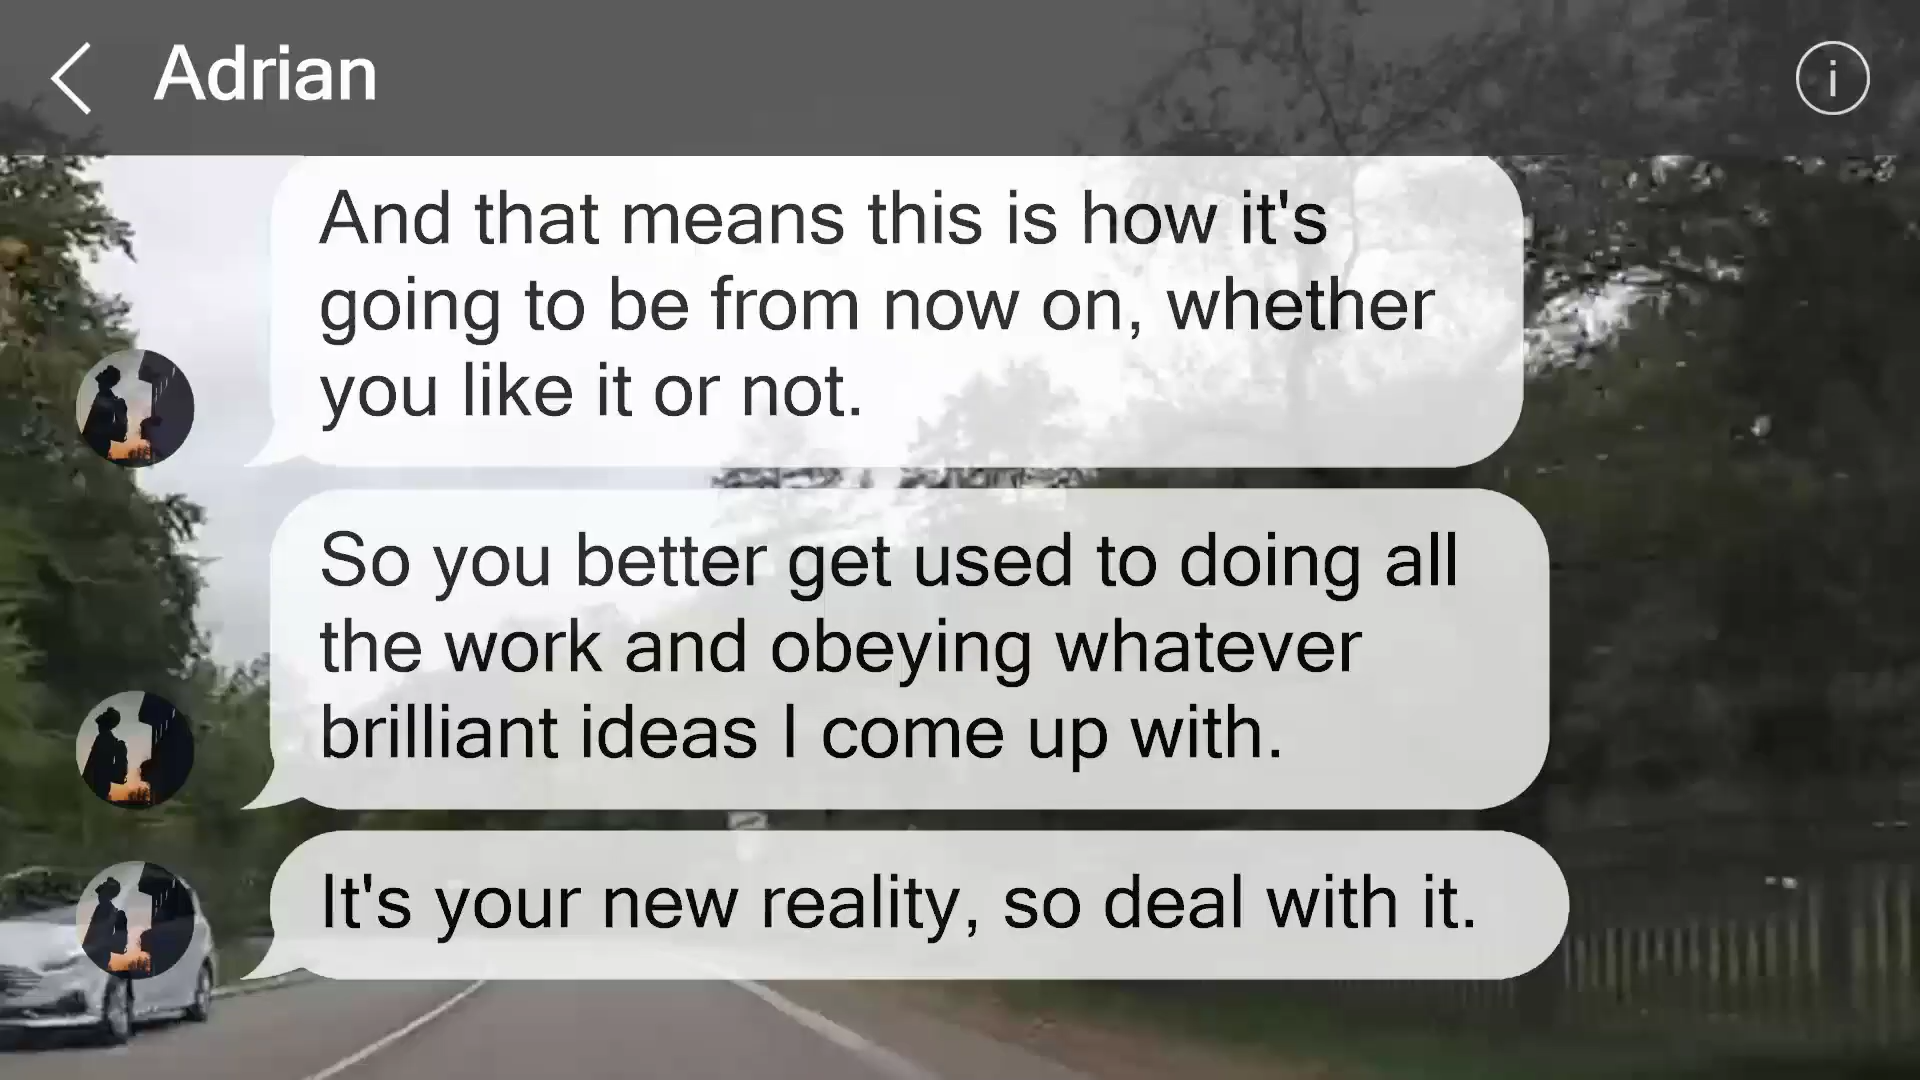 Adrian
And that means this is how it's
going to be from now on, whether
you like it or not.
So you better get used to doing all
the work and obeying whatever
brilliant ideas I come up with.
It's your new reality, so deal with it.